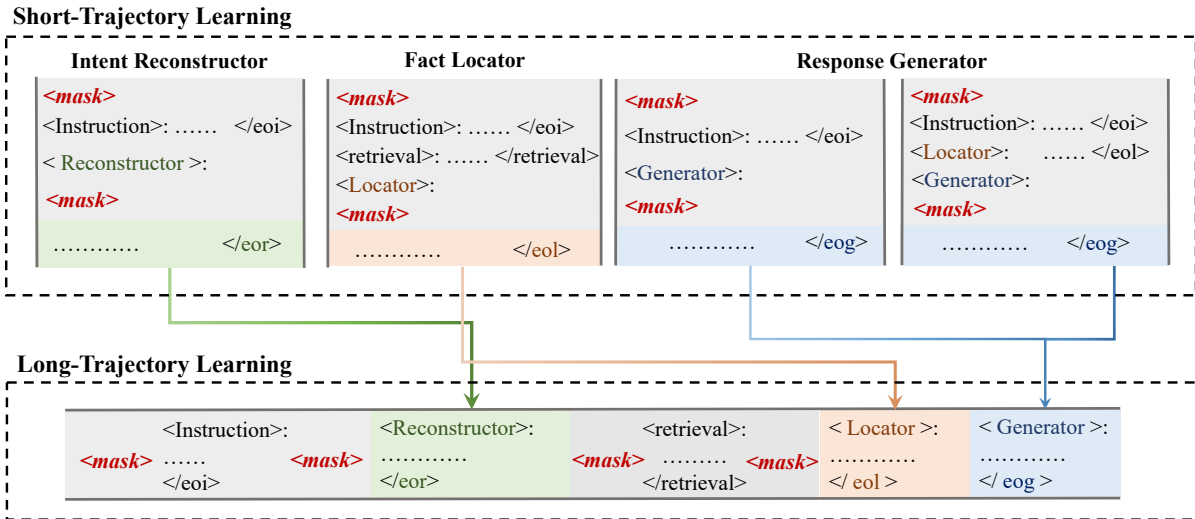 Short-Trajectory Learning
Intent Reconstructor
<mask>
<Instruction>: …… </eoi>
< Reconstructor >:
<mask>
………… </eor>
Fact Locator
<mask>
<Instruction>: …… </eoi>
<retrieval>: …… </retrieval>
<Locator>:
<mask>
………… </eol>
Response Generator
<mask>
<Instruction>: …… </eoi>
<Generator>:
<mask>
………… </eog>
<mask>
<Instruction>: …… </eoi>
<Locator>: …… </eol>
<Generator>:
<mask>
………… </eog>
Long-Trajectory Learning
<mask>
<Instruction>:
……
</eoi>
<mask>
<Reconstructor>:
…………
</eor>
<mask>
<retrieval>:
………
</retrieval>
<mask>
< Locator >:
…………
</ eol >
< Generator >:
…………
</ eog >